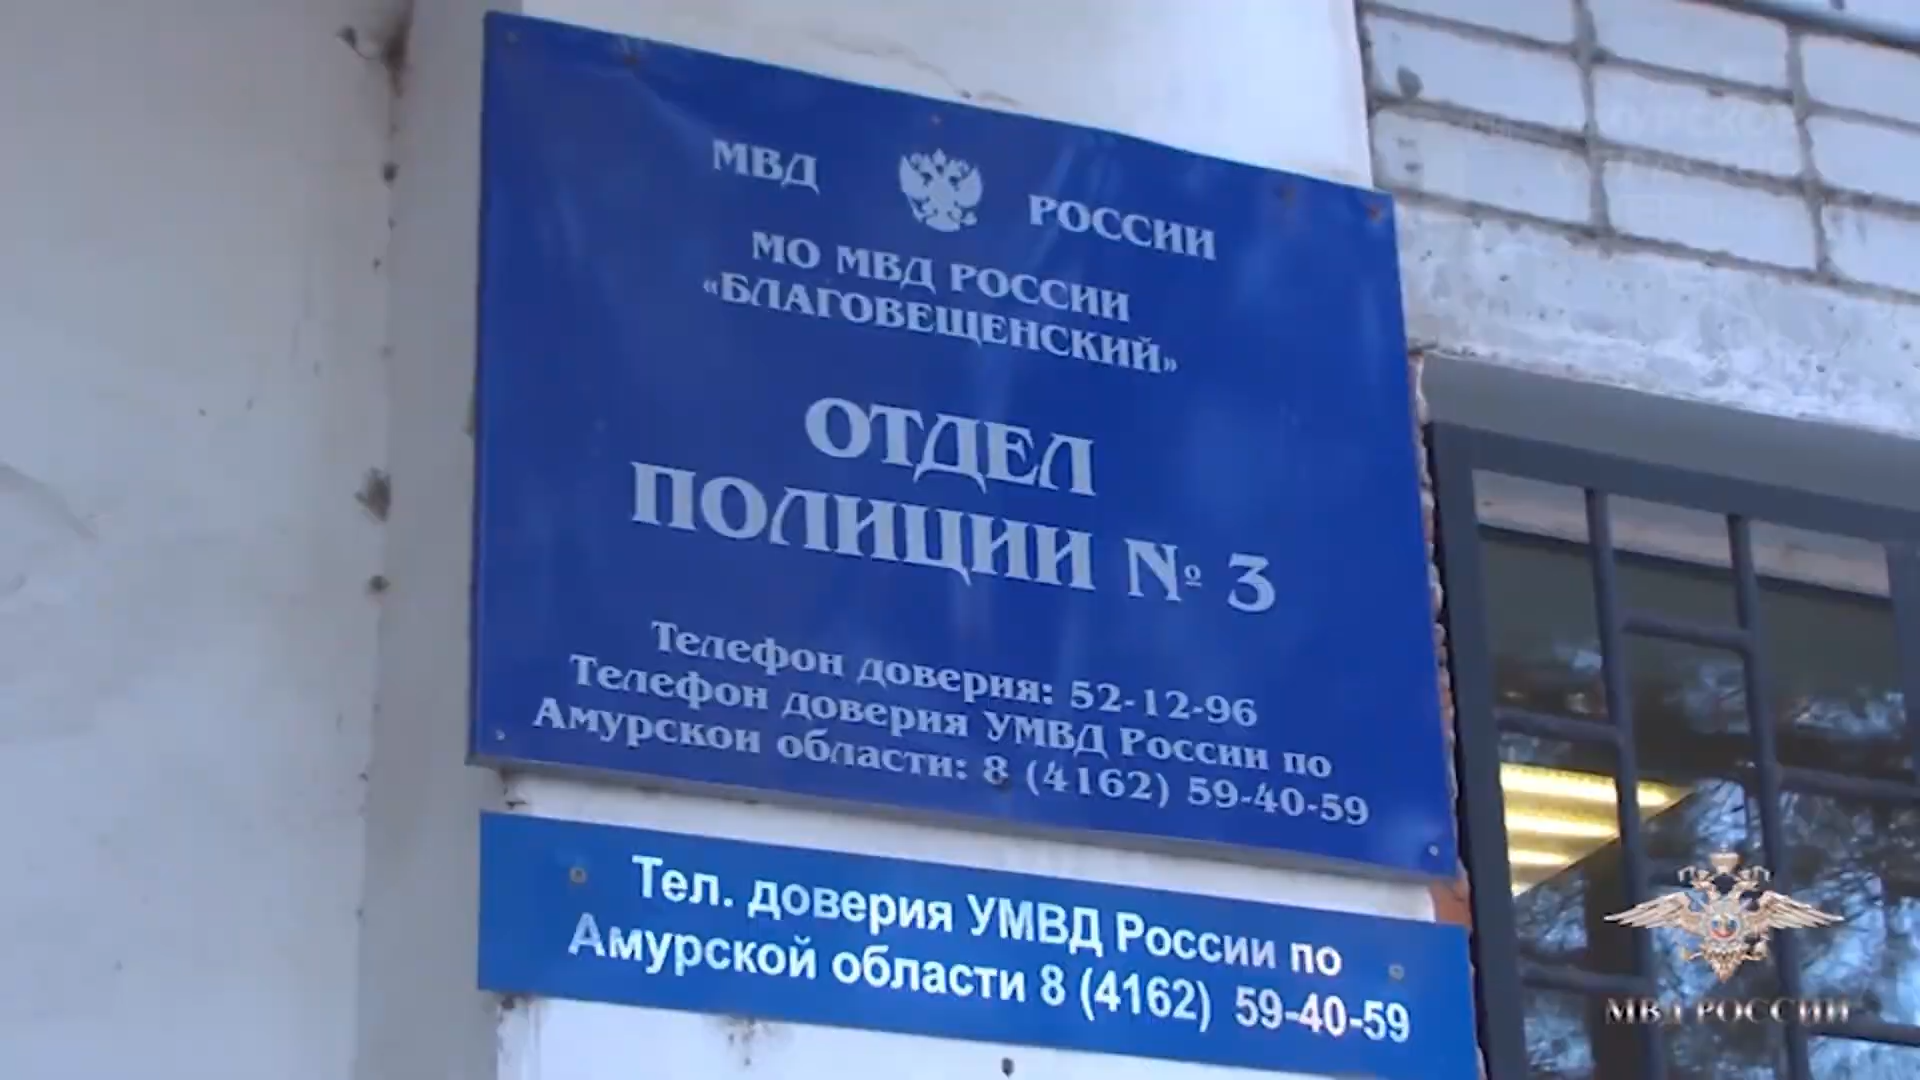 МВД РОССИИ
МО МВД РОССИИ
«БЛАГОВЕЩЕНСКИЙ»
ОТДЕЛ
ПОЛИЦИИ № 3
Телефон доверия: 52-12-96
Телефон доверия УМВД России по
Амурской области: 8 (4162) 59-40-59
Тел. доверия УМВД России по
Амурской области 8 (4162) 59-40-59
МВД РОССИИ